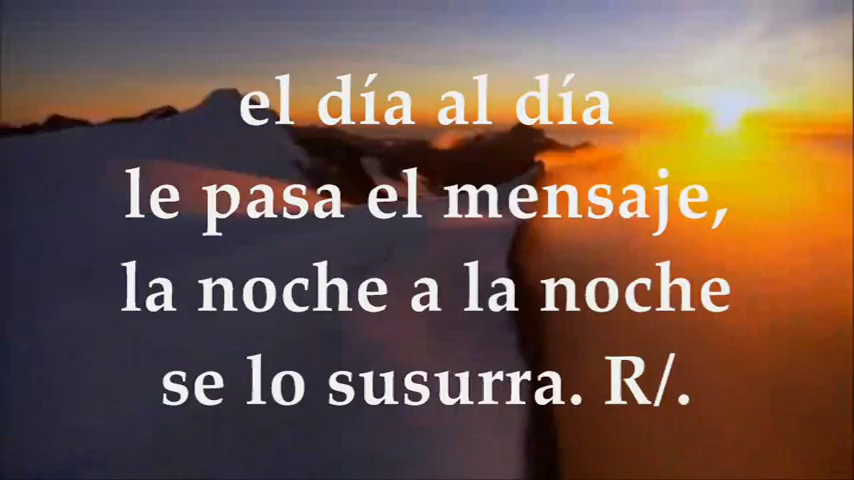 el día al día
le pasa el mensaje,
la noche a la noche
se lo susurra. R/.